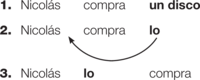 1. Nicolás compra un disco
2. Nicolás compra lo
3. Nicolás lo compra